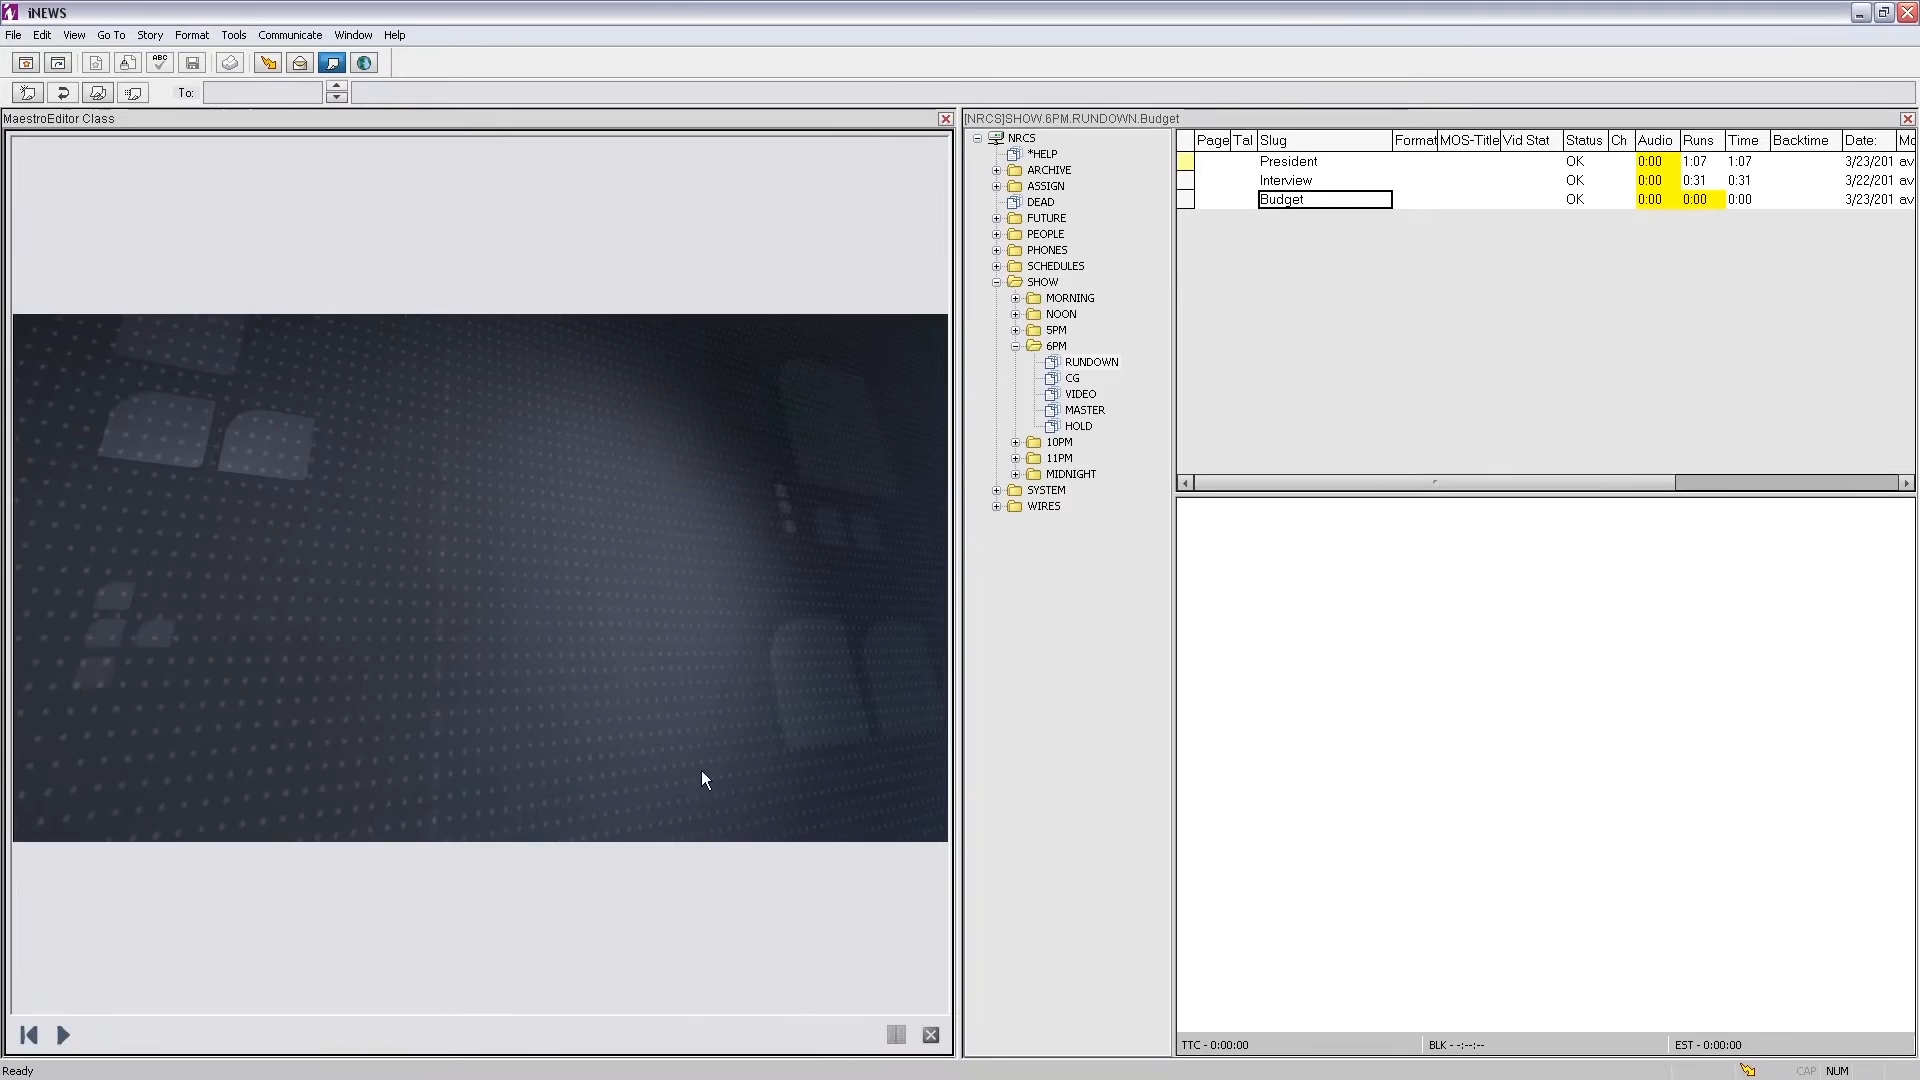 iNEWS
File Edit View Go To Story Format Tools Communicate Window Help
ABC
To:
MaestroEditor Class
[NRCS]SHOW.6PM.RUNDOWN.Budget
NRCS
*HELP
ARCHIVE
ASSIGN
DEAD
FUTURE
PEOPLE
PHONES
SCHEDULES
SHOW
MORNING
NOON
5PM
6PM
RUNDOWN
CG
VIDEO
MASTER
HOLD
10PM
11PM
MIDNIGHT
SYSTEM
WIRES
Page Tal Slug Format MOS-Title Vid Stat Status Ch Audio Runs Time Backtime Date: Mo
President OK 0:00 1:07 1:07 3/23/201 av
Interview OK 0:00 0:31 0:31 3/22/201 av
Budget OK 0:00 0:00 0:00 3/23/201 av
TTC - 0:00:00 BLK - -:--:-- EST - 0:00:00
Ready CAP NUM